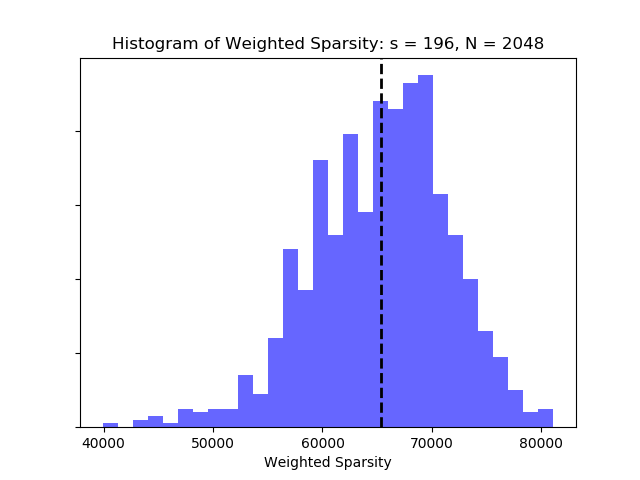 Histogram of Weighted Sparsity: s = 196, N = 2048
40000 50000 60000 70000 80000
Weighted Sparsity